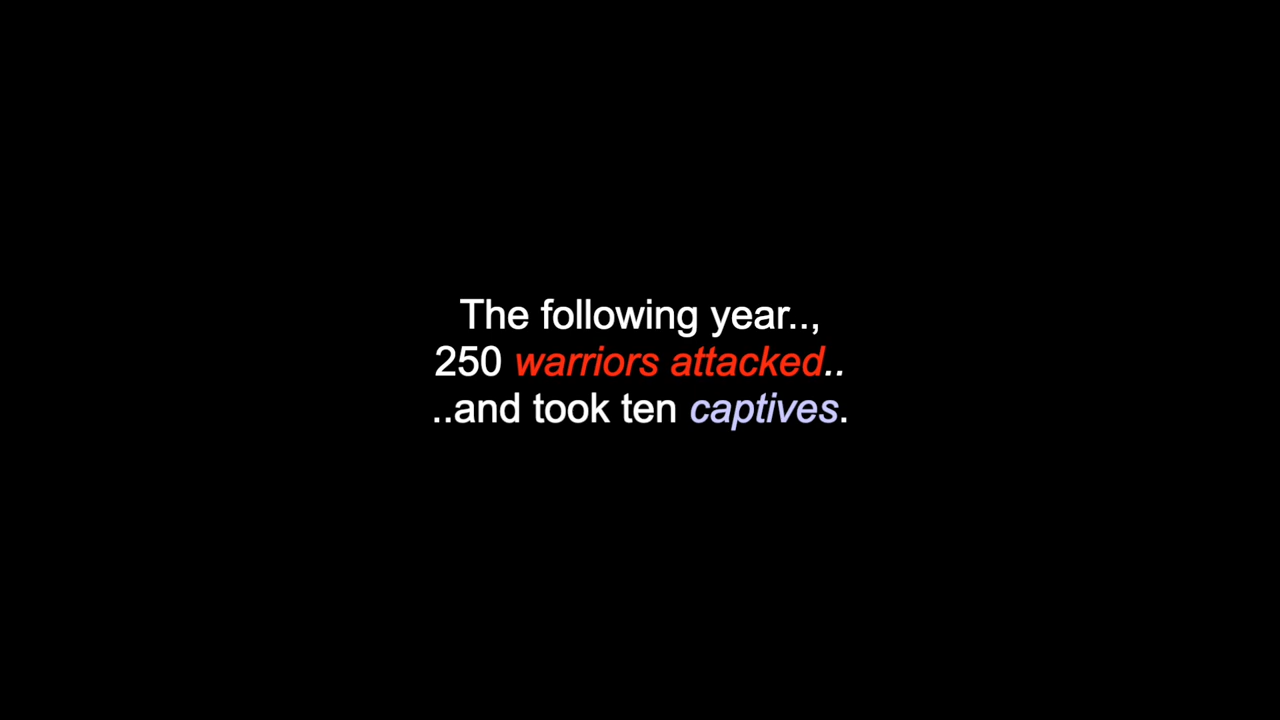 The following year..,
250 warriors attacked..
..and took ten captives.